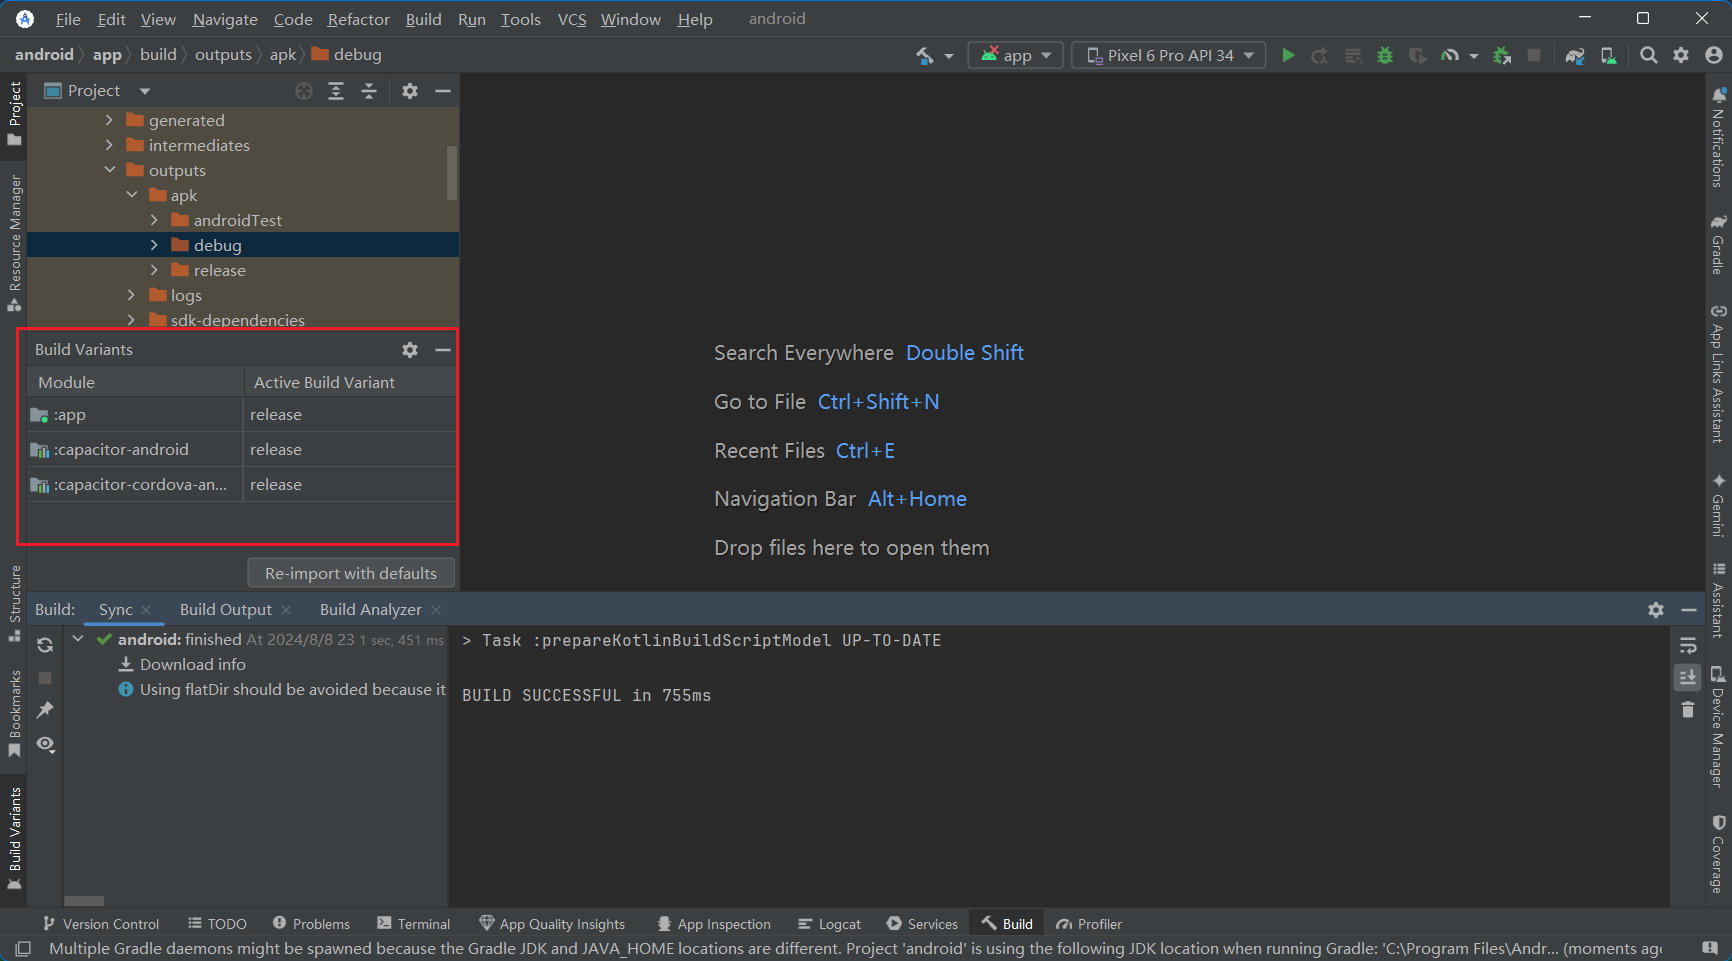 File Edit View Navigate Code Refactor Build Run Tools VCS Window Help android
android app build outputs apk debug
app Pixel 6 Pro API 34
Project
Resource Manager
Structure
Bookmarks
Build Variants
Project
generated
intermediates
outputs
apk
androidTest
debug
release
logs
sdk-dependencies
Build Variants
Module Active Build Variant
:app release
:capacitor-android release
:capacitor-cordova-an... release
Re-import with defaults
Search Everywhere Double Shift
Go to File Ctrl+Shift+N
Recent Files Ctrl+E
Navigation Bar Alt+Home
Drop files here to open them
Notifications
Gradle
App Links Assistant
Gemini
Assistant
Device Manager
Coverage
Build: Sync Build Output Build Analyzer
android: finished At 2024/8/8 23 1 sec, 451 ms
Download info
Using flatDir should be avoided because it
> Task :prepareKotlinBuildScriptModel UP-TO-DATE
BUILD SUCCESSFUL in 755ms
Version Control TODO Problems Terminal App Quality Insights App Inspection Logcat Services Build Profiler
Multiple Gradle daemons might be spawned because the Gradle JDK and JAVA_HOME locations are different. Project 'android' is using the following JDK location when running Gradle: 'C:\Program Files\Andr... (moments ago